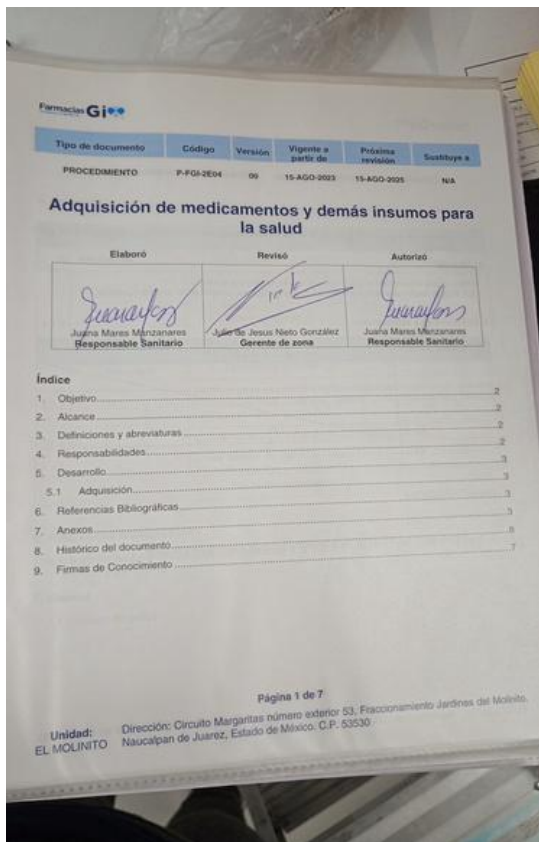 Farmacias Gi
Tipo de documento Código Versión Vigente a partir de Próxima revisión Sustituye a
PROCEDIMIENTO P-FGI-2E04 09 15-AGO-2023 15-AGO-2025 N/A
Adquisición de medicamentos y demás insumos para
la salud
Elaboró Revisó Autorizó
Juana Mares Manzanares Julio de Jesus Nieto González Juana Mares Manzanares
Responsable Sanitario Gerente de zona Responsable Sanitario
Índice
1. Objetivo 2
2. Alcance 2
3. Definiciones y abreviaturas 2
4. Responsabilidades 2
5. Desarrollo 3
5.1 Adquisición 3
6. Referencias Bibliográficas 3
7. Anexos 3
8. Histórico del documento 6
9. Firmas de Conocimiento 7
Página 1 de 7
Unidad: Dirección: Circuito Margaritas número exterior 53, Fraccionamiento Jardines del Molinito,
EL MOLINITO Naucalpan de Juarez, Estado de México. C.P. 53530